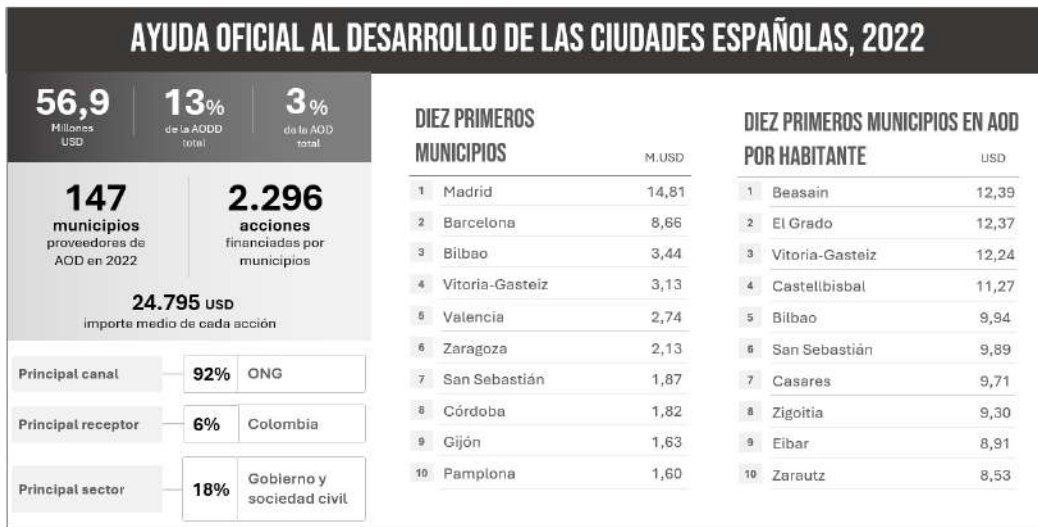 AYUDA OFICIAL AL DESARROLLO DE LAS CIUDADES ESPAÑOLAS, 2022
56,9
Millones
USD
13%
de la AODD
total
3%
de la AOD
total
147
municipios
proveedores de
AOD en 2022
2.296
acciones
financiadas por
municipios
24.795 USD
importe medio de cada acción
Principal canal 92% ONG
Principal receptor 6% Colombia
Principal sector 18% Gobierno y
sociedad civil
DIEZ PRIMEROS
MUNICIPIOS M.USD
1 Madrid 14,81
2 Barcelona 8,66
3 Bilbao 3,44
4 Vitoria-Gasteiz 3,13
5 Valencia 2,74
6 Zaragoza 2,13
7 San Sebastián 1,87
8 Córdoba 1,82
9 Gijón 1,63
10 Pamplona 1,60
DIEZ PRIMEROS MUNICIPIOS EN AOD
POR HABITANTE USD
1 Beasain 12,39
2 El Grado 12,37
3 Vitoria-Gasteiz 12,24
4 Castellbisbal 11,27
5 Bilbao 9,94
6 San Sebastián 9,89
7 Casares 9,71
8 Zigoitia 9,30
9 Eibar 8,91
10 Zarautz 8,53